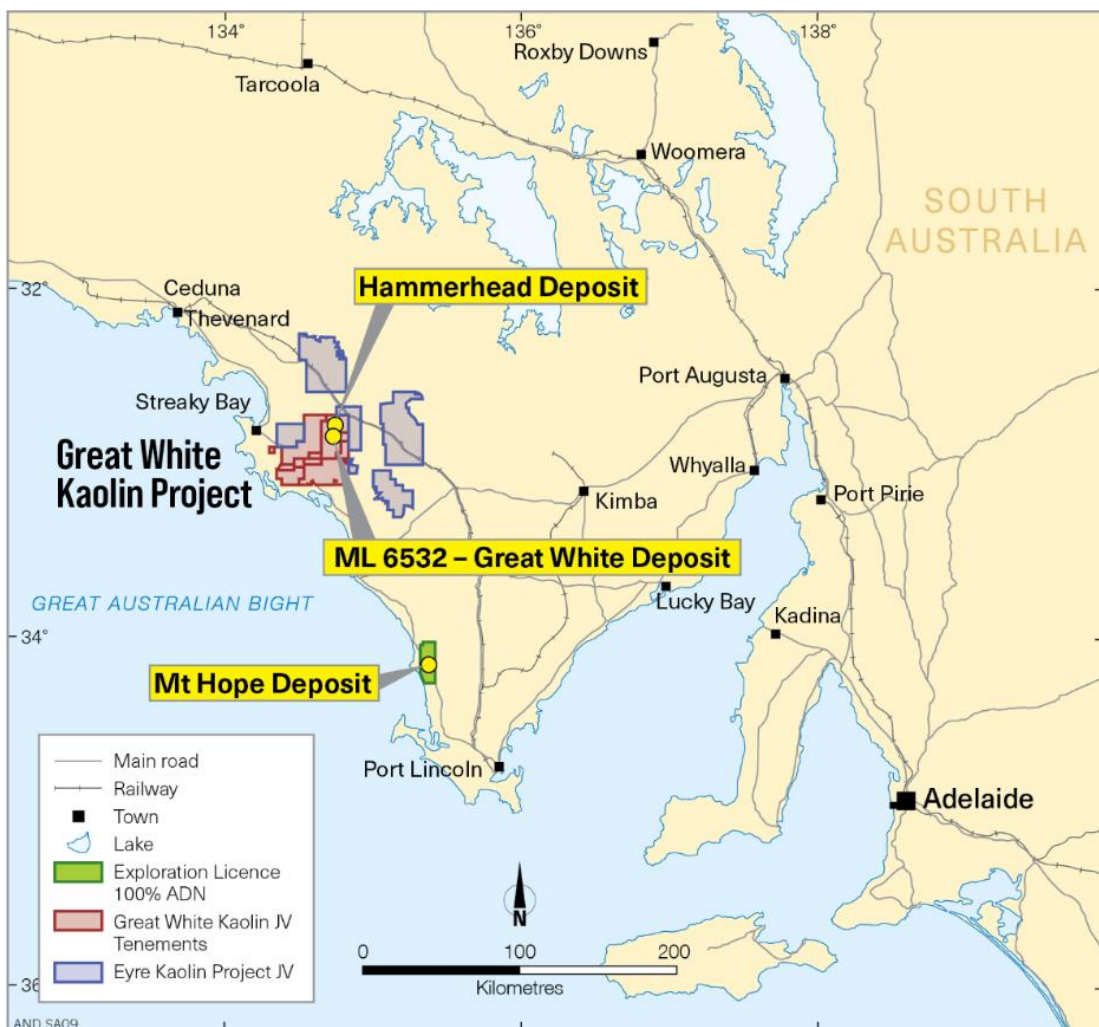 134°
136°
138°
Roxby Downs
Tarcoola
Woomera
SOUTH
AUSTRALIA
Hammerhead Deposit
32°
Ceduna
Thevenard
Port Augusta
Streaky Bay
Great White
Kaolin Project
Whyalla
Kimba
Port Pirie
ML 6532 – Great White Deposit
Lucky Bay
GREAT AUSTRALIAN BIGHT
Kadina
34°
Mt Hope Deposit
Port Lincoln
Adelaide
Main road
Railway
Town
Lake
Exploration Licence
100% ADN
Great White Kaolin JV
Tenements
Eyre Kaolin Project JV
N
0 100 200
Kilometres
AND SA09